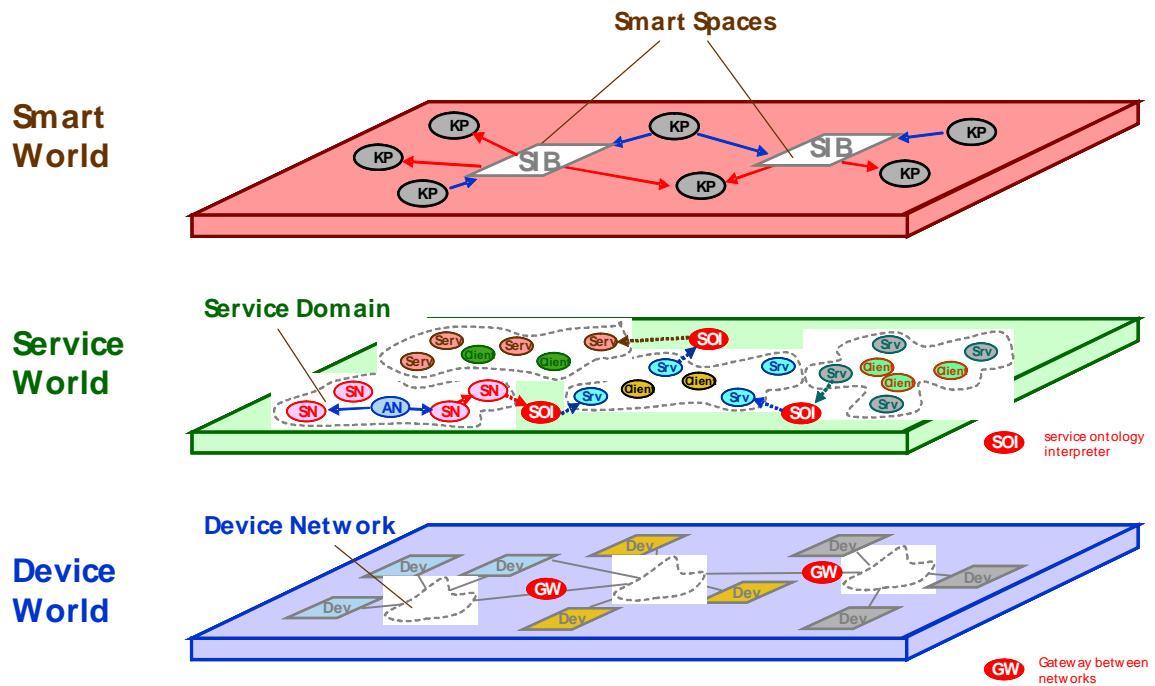 Smart Spaces
Smart
World
KP
KP
KP
KP
SIB
SIB
KP
KP
KP
Service Domain
Service
World
Serv
Serv
Client
Serv
Client
Serv
SOI
Srv
Srv
Client
Client
Srv
Srv
Srv
Srv
Client
Client
Client
Srv
Srv
SN
SN
AN
SN
SN
SOI
SOI
SOI
service ontology
interpreter
Device Network
Device
World
Dev
Dev
Dev
Dev
Dev
Dev
GW
GW
Dev
Dev
Dev
GW
Gateway between
networks